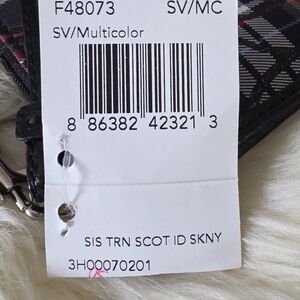 F48073 SV/MC
SV/Multicolor
8 86382 42321 3
SIS TRN SCOT ID SKNY
3H00070201